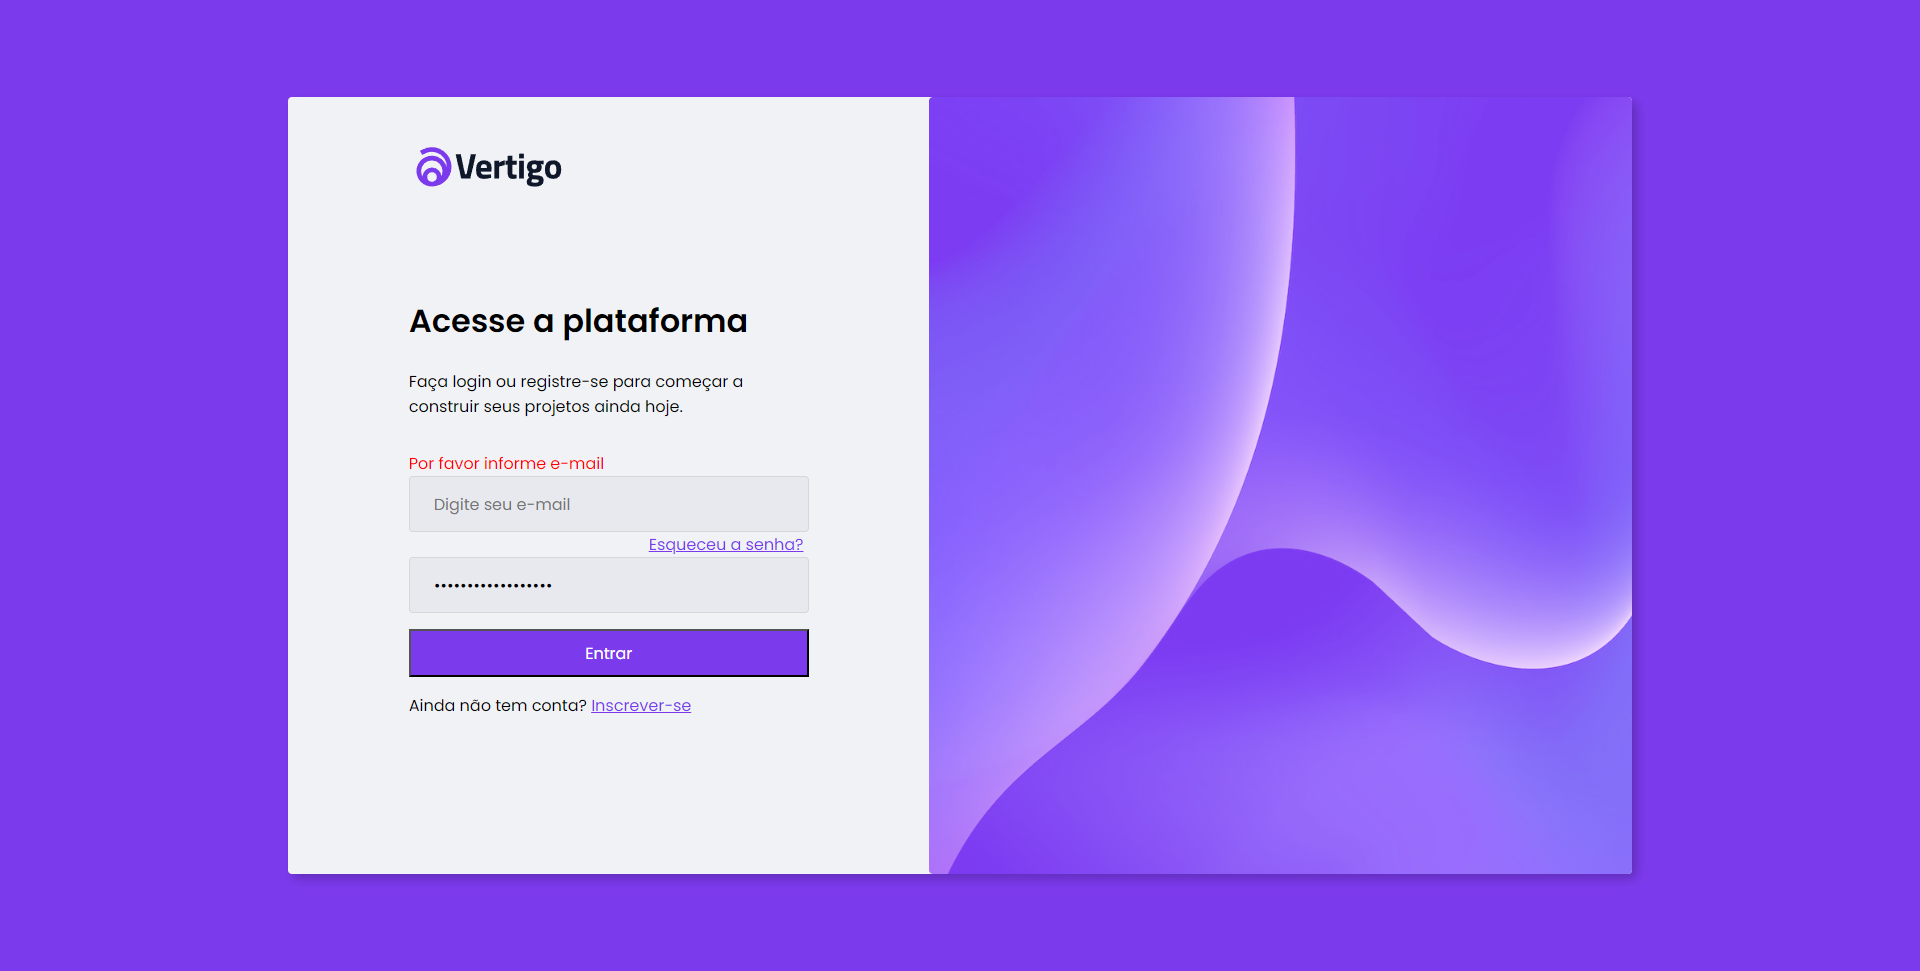 Vertigo
Acesse a plataforma
Faça login ou registre-se para começar a
construir seus projetos ainda hoje.
Por favor informe e-mail
Digite seu e-mail
Esqueceu a senha?
••••••••••••••••••
Entrar
Ainda não tem conta? Inscrever-se